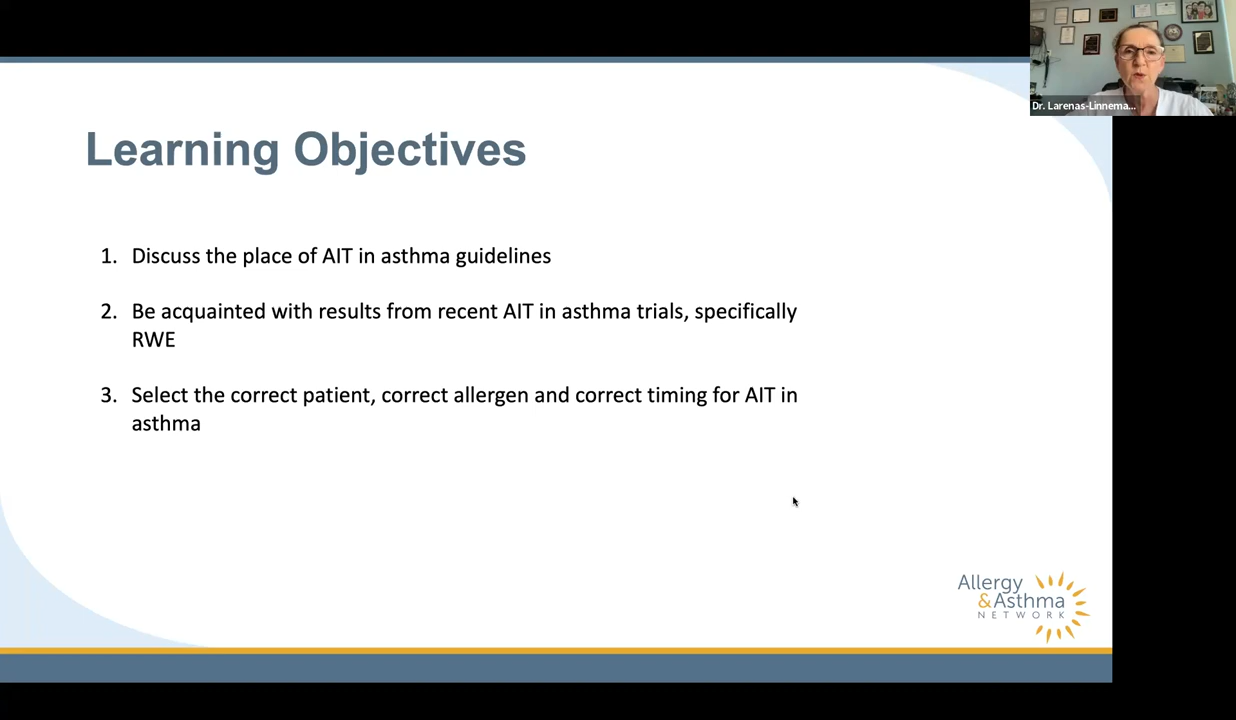 Dr. Larenas-Linnema...
Learning Objectives
1. Discuss the place of AIT in asthma guidelines
2. Be acquainted with results from recent AIT in asthma trials, specifically
RWE
3. Select the correct patient, correct allergen and correct timing for AIT in
asthma
Allergy
&Asthma
NETWORK